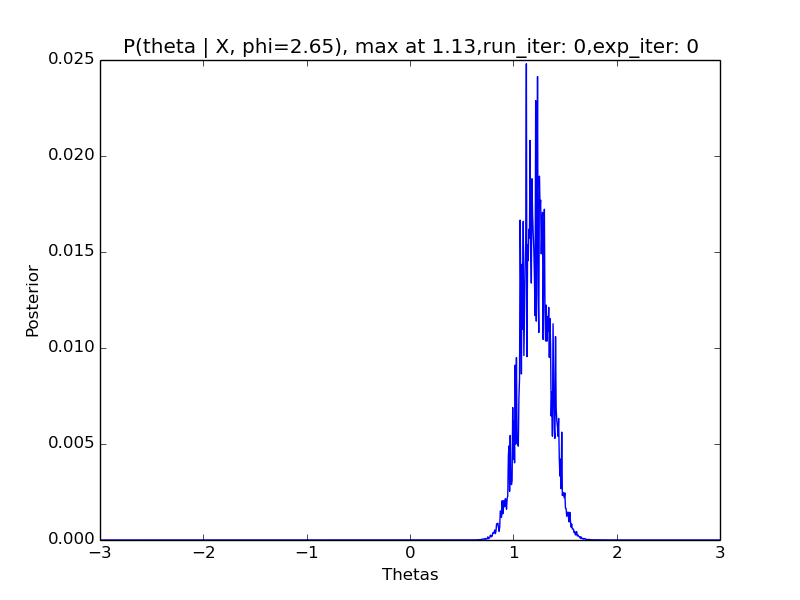 P(theta | X, phi=2.65), max at 1.13,run_iter: 0,exp_iter: 0
0.025
0.020
0.015
0.010
0.005
0.000
Posterior
−3 −2 −1 0 1 2 3
Thetas